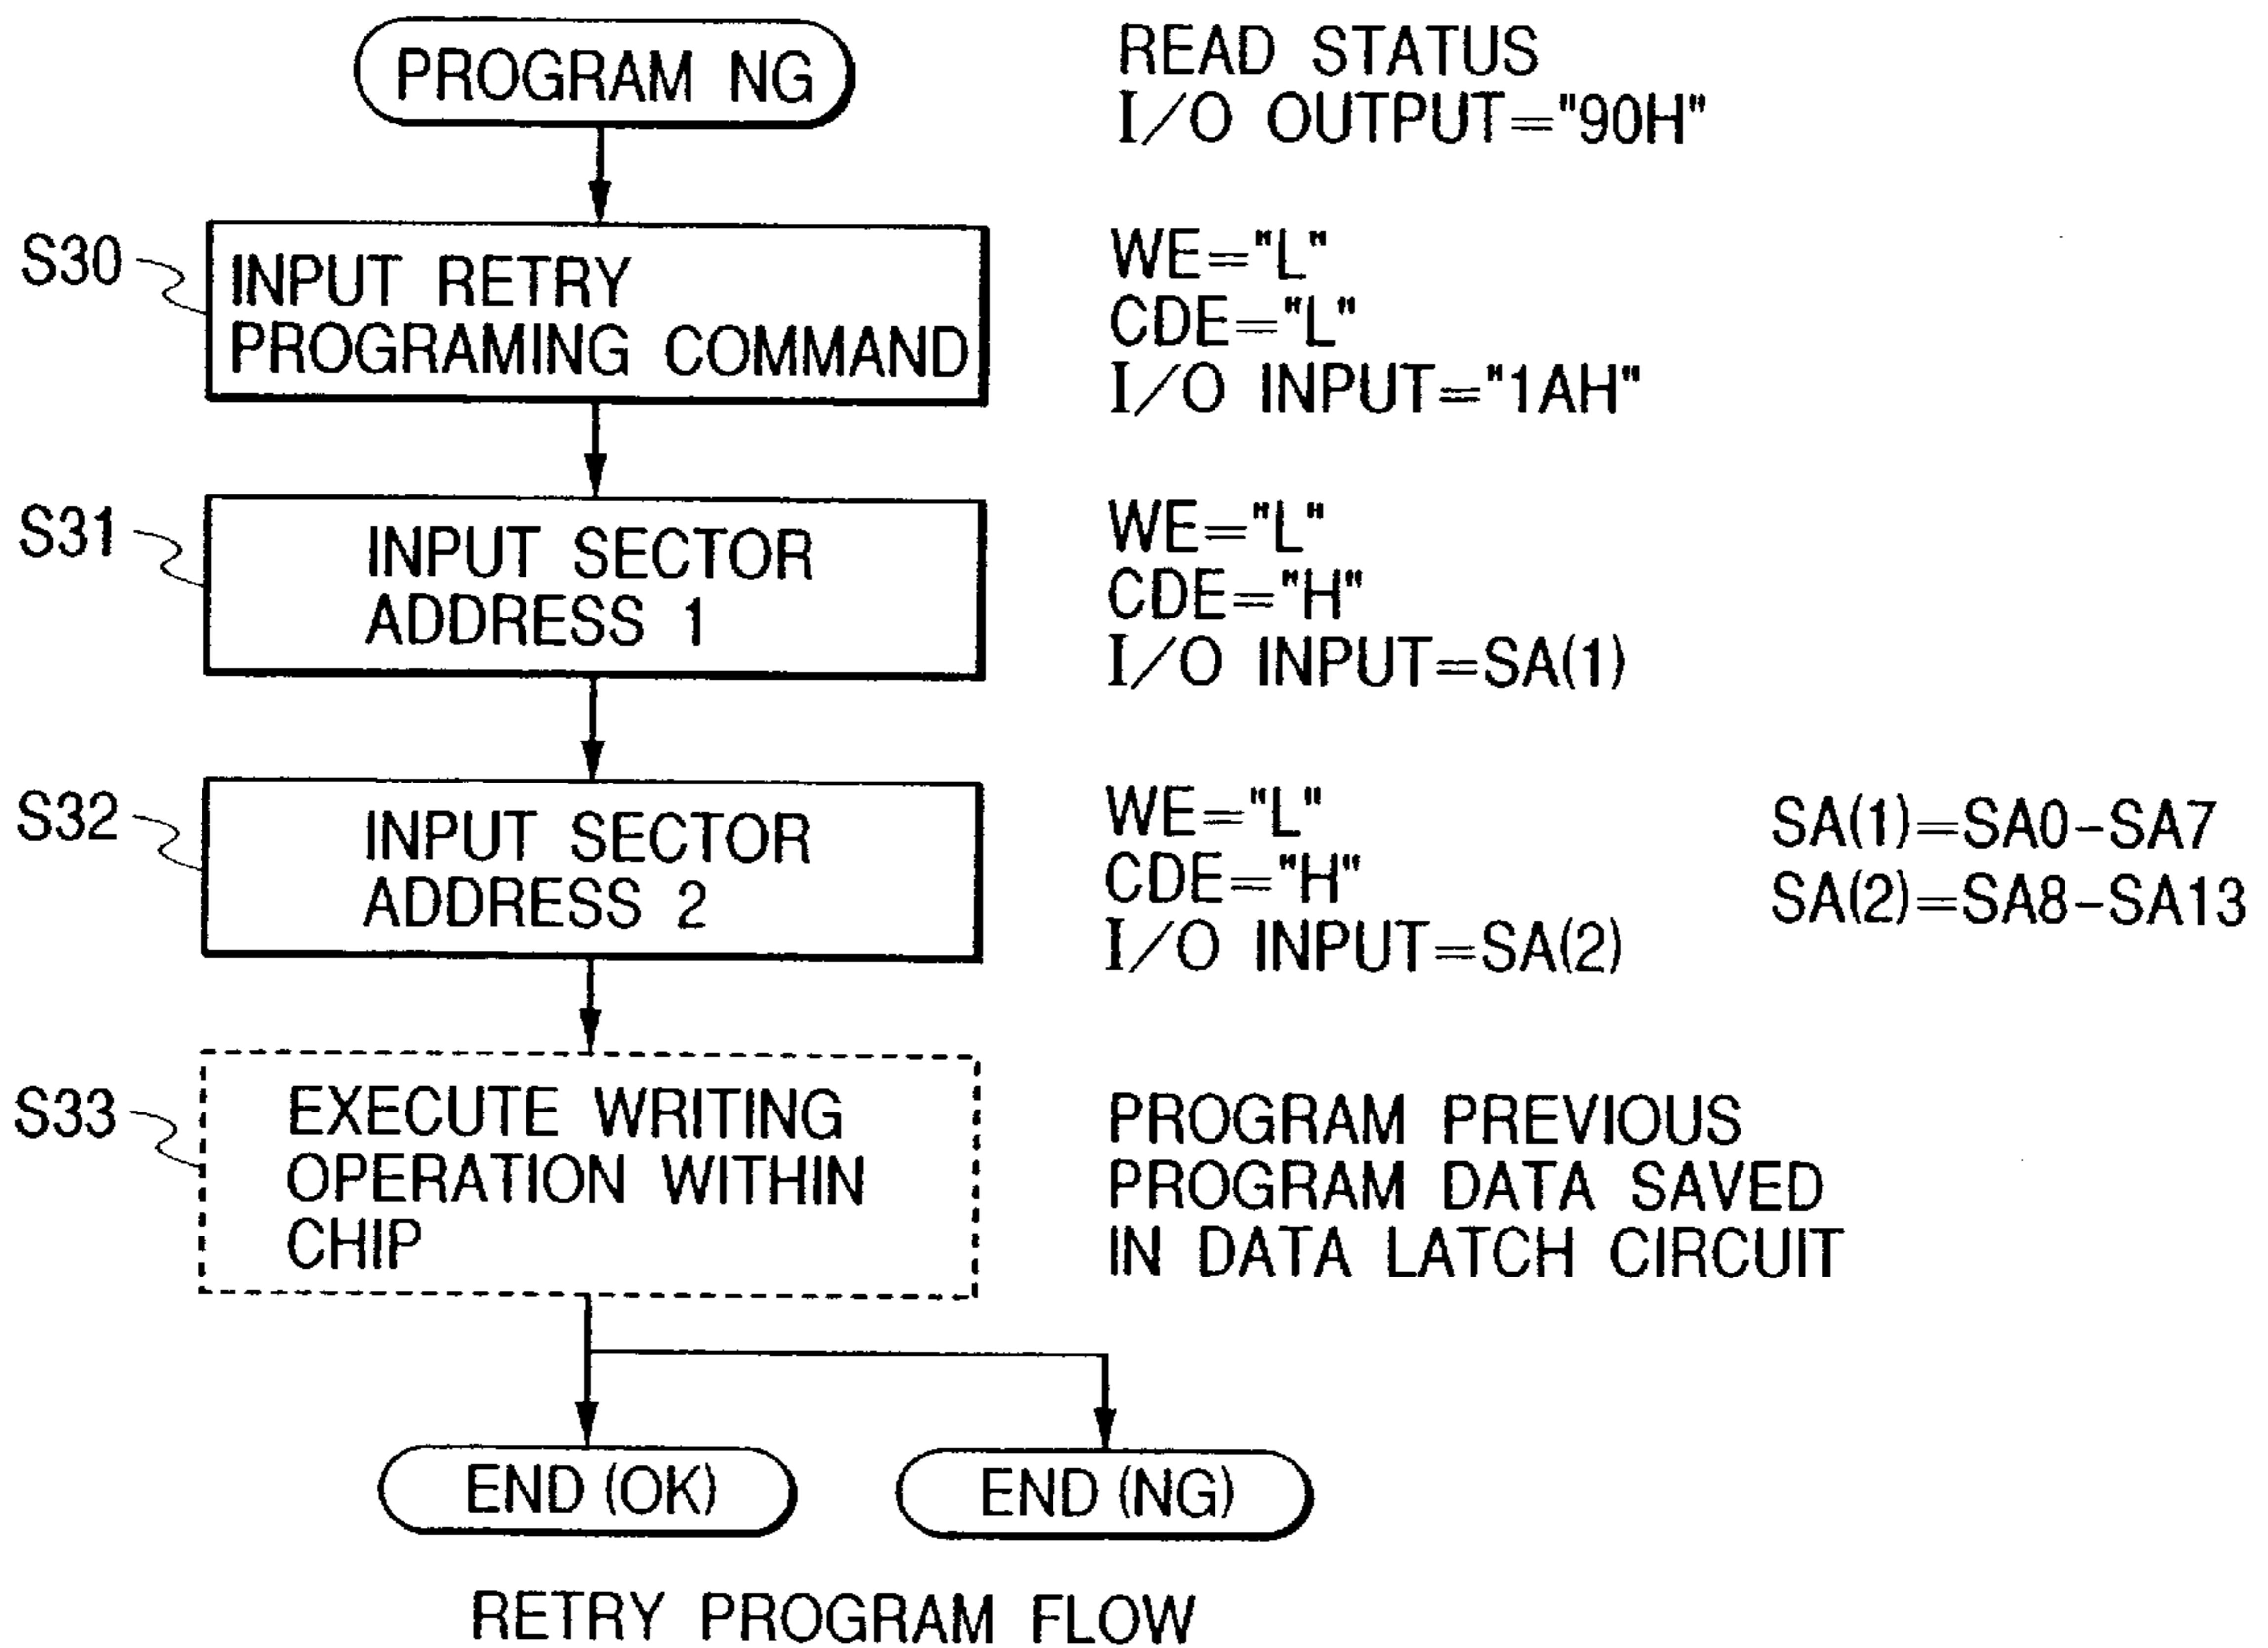 PROGRAM NG
READ STATUS
I/O OUTPUT="90H"
S30
INPUT RETRY
PROGRAMING COMMAND
WE="L"
CDE="L"
I/O INPUT="1AH"
S31
INPUT SECTOR
ADDRESS 1
WE="L"
CDE="H"
I/O INPUT=SA(1)
S32
INPUT SECTOR
ADDRESS 2
WE="L"
CDE="H"
I/O INPUT=SA(2)
SA(1)=SA0-SA7
SA(2)=SA8-SA13
S33
EXECUTE WRITING
OPERATION WITHIN
CHIP
PROGRAM PREVIOUS
PROGRAM DATA SAVED
IN DATA LATCH CIRCUIT
END (OK)
END (NG)
RETRY PROGRAM FLOW